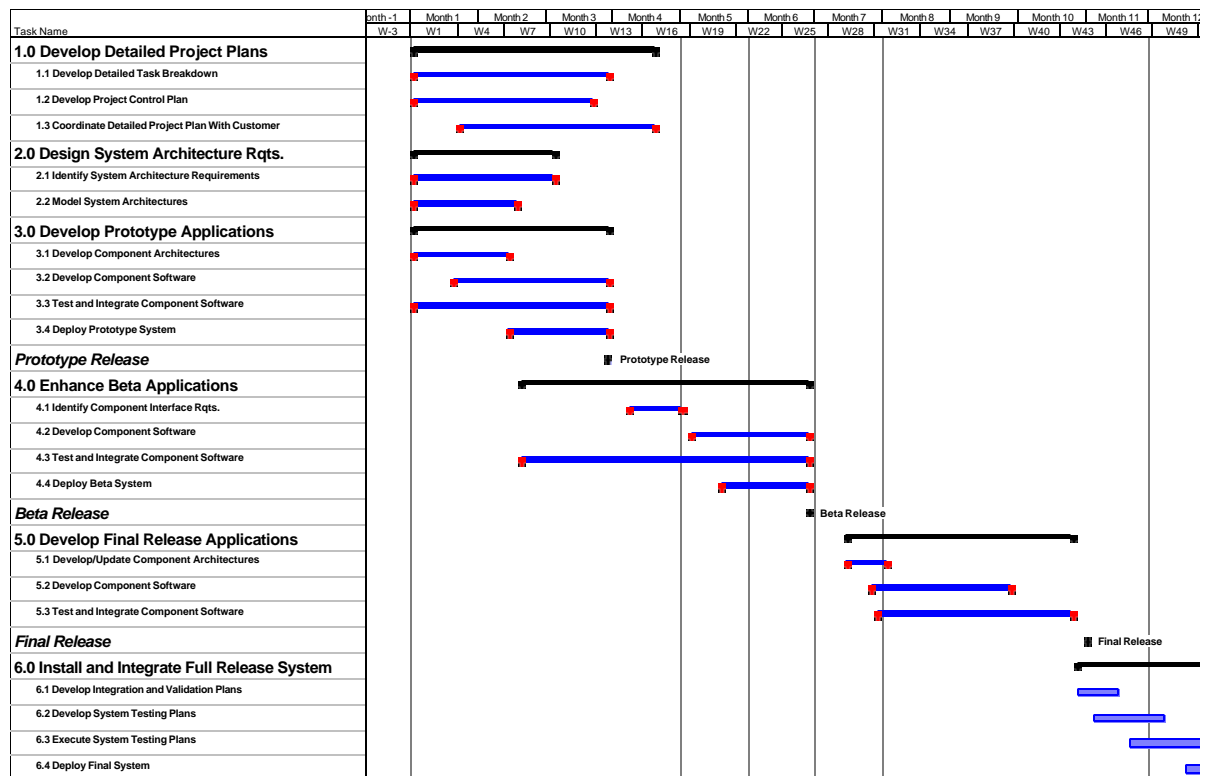 onth -1 Month 1 Month 2 Month 3 Month 4 Month 5 Month 6 Month 7 Month 8 Month 9 Month 10 Month 11 Month 12
Task Name W-3 W1 W4 W7 W10 W13 W16 W19 W22 W25 W28 W31 W34 W37 W40 W43 W46 W49
1.0 Develop Detailed Project Plans
1.1 Develop Detailed Task Breakdown
1.2 Develop Project Control Plan
1.3 Coordinate Detailed Project Plan With Customer
2.0 Design System Architecture Rqts.
2.1 Identify System Architecture Requirements
2.2 Model System Architectures
3.0 Develop Prototype Applications
3.1 Develop Component Architectures
3.2 Develop Component Software
3.3 Test and Integrate Component Software
3.4 Deploy Prototype System
Prototype Release Prototype Release
4.0 Enhance Beta Applications
4.1 Identify Component Interface Rqts.
4.2 Develop Component Software
4.3 Test and Integrate Component Software
4.4 Deploy Beta System
Beta Release Beta Release
5.0 Develop Final Release Applications
5.1 Develop/Update Component Architectures
5.2 Develop Component Software
5.3 Test and Integrate Component Software
Final Release Final Release
6.0 Install and Integrate Full Release System
6.1 Develop Integration and Validation Plans
6.2 Develop System Testing Plans
6.3 Execute System Testing Plans
6.4 Deploy Final System